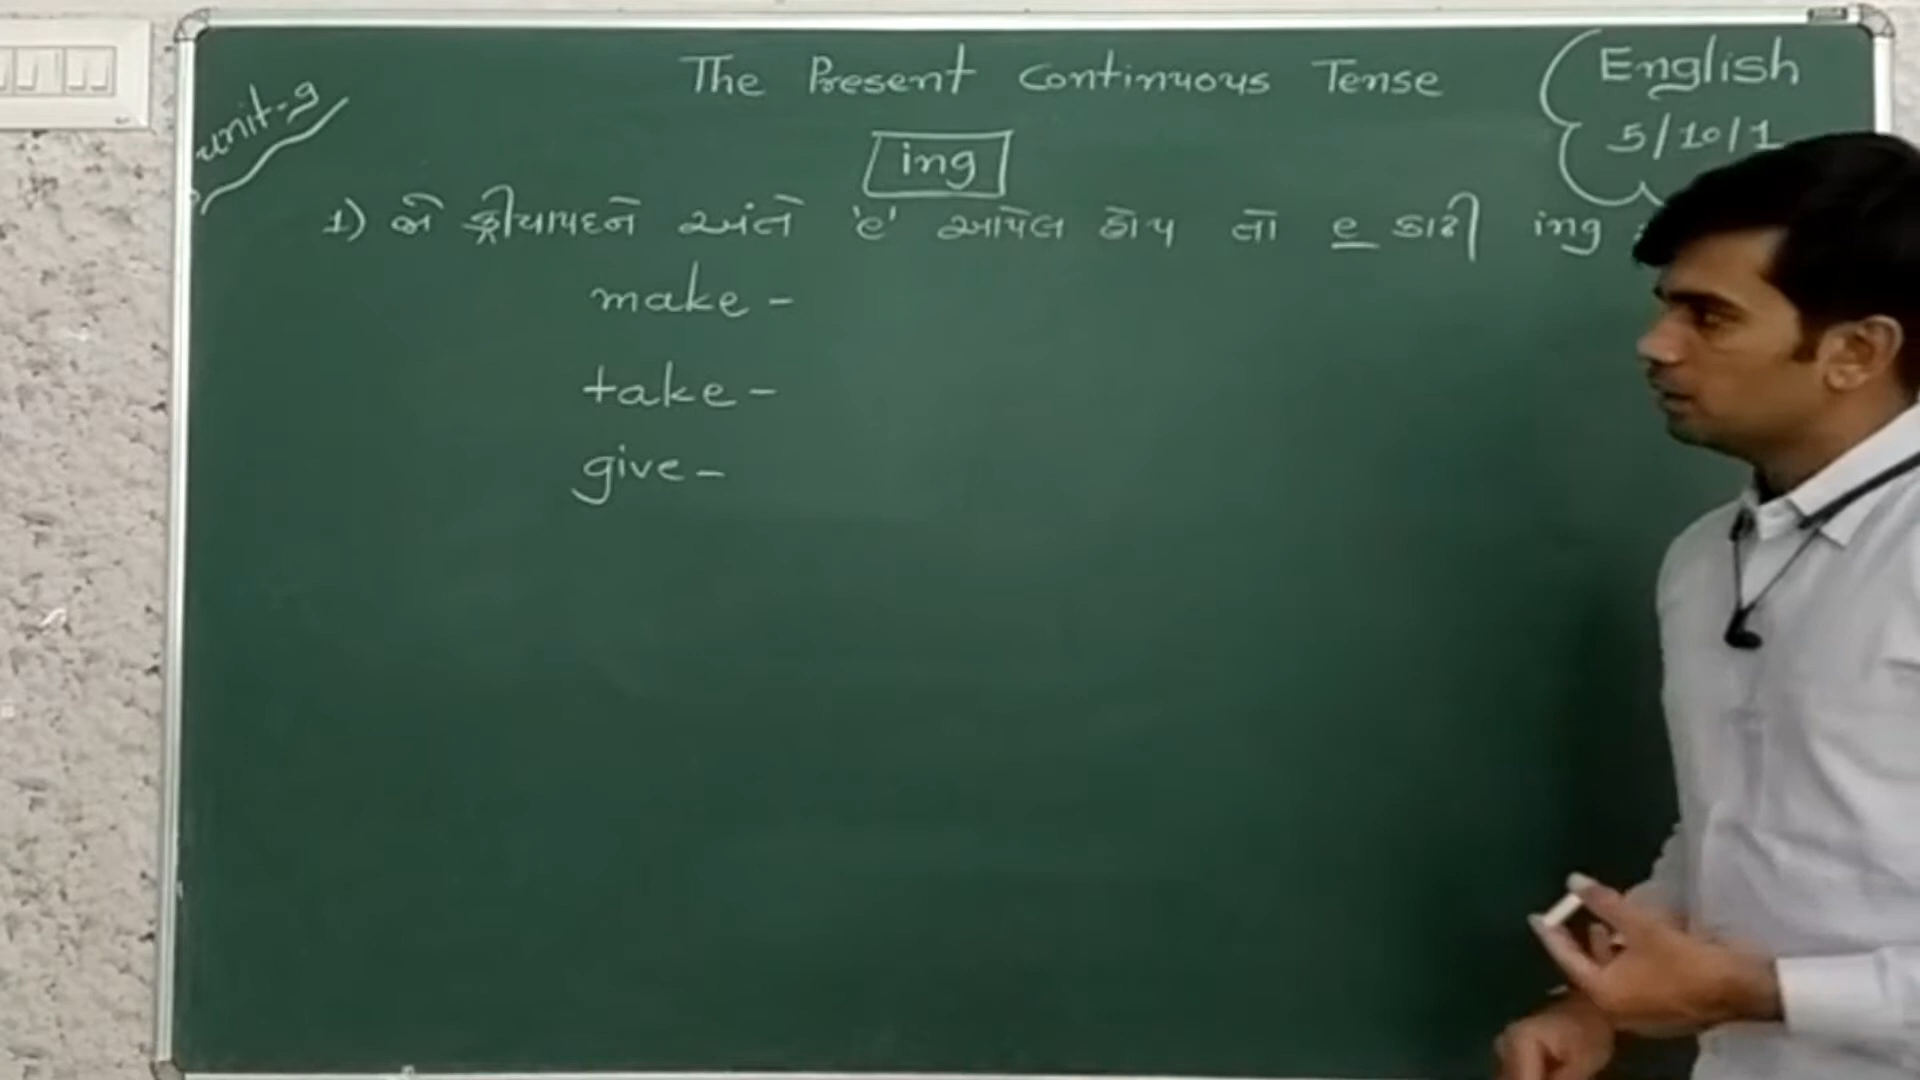 The Present Continuous Tense
English
5/10/1
unit-9
ing
1) જો ક્રીયાપદને અંતે 'e' આપેલ હોય તો e કાઢી ing
make -
take -
give -